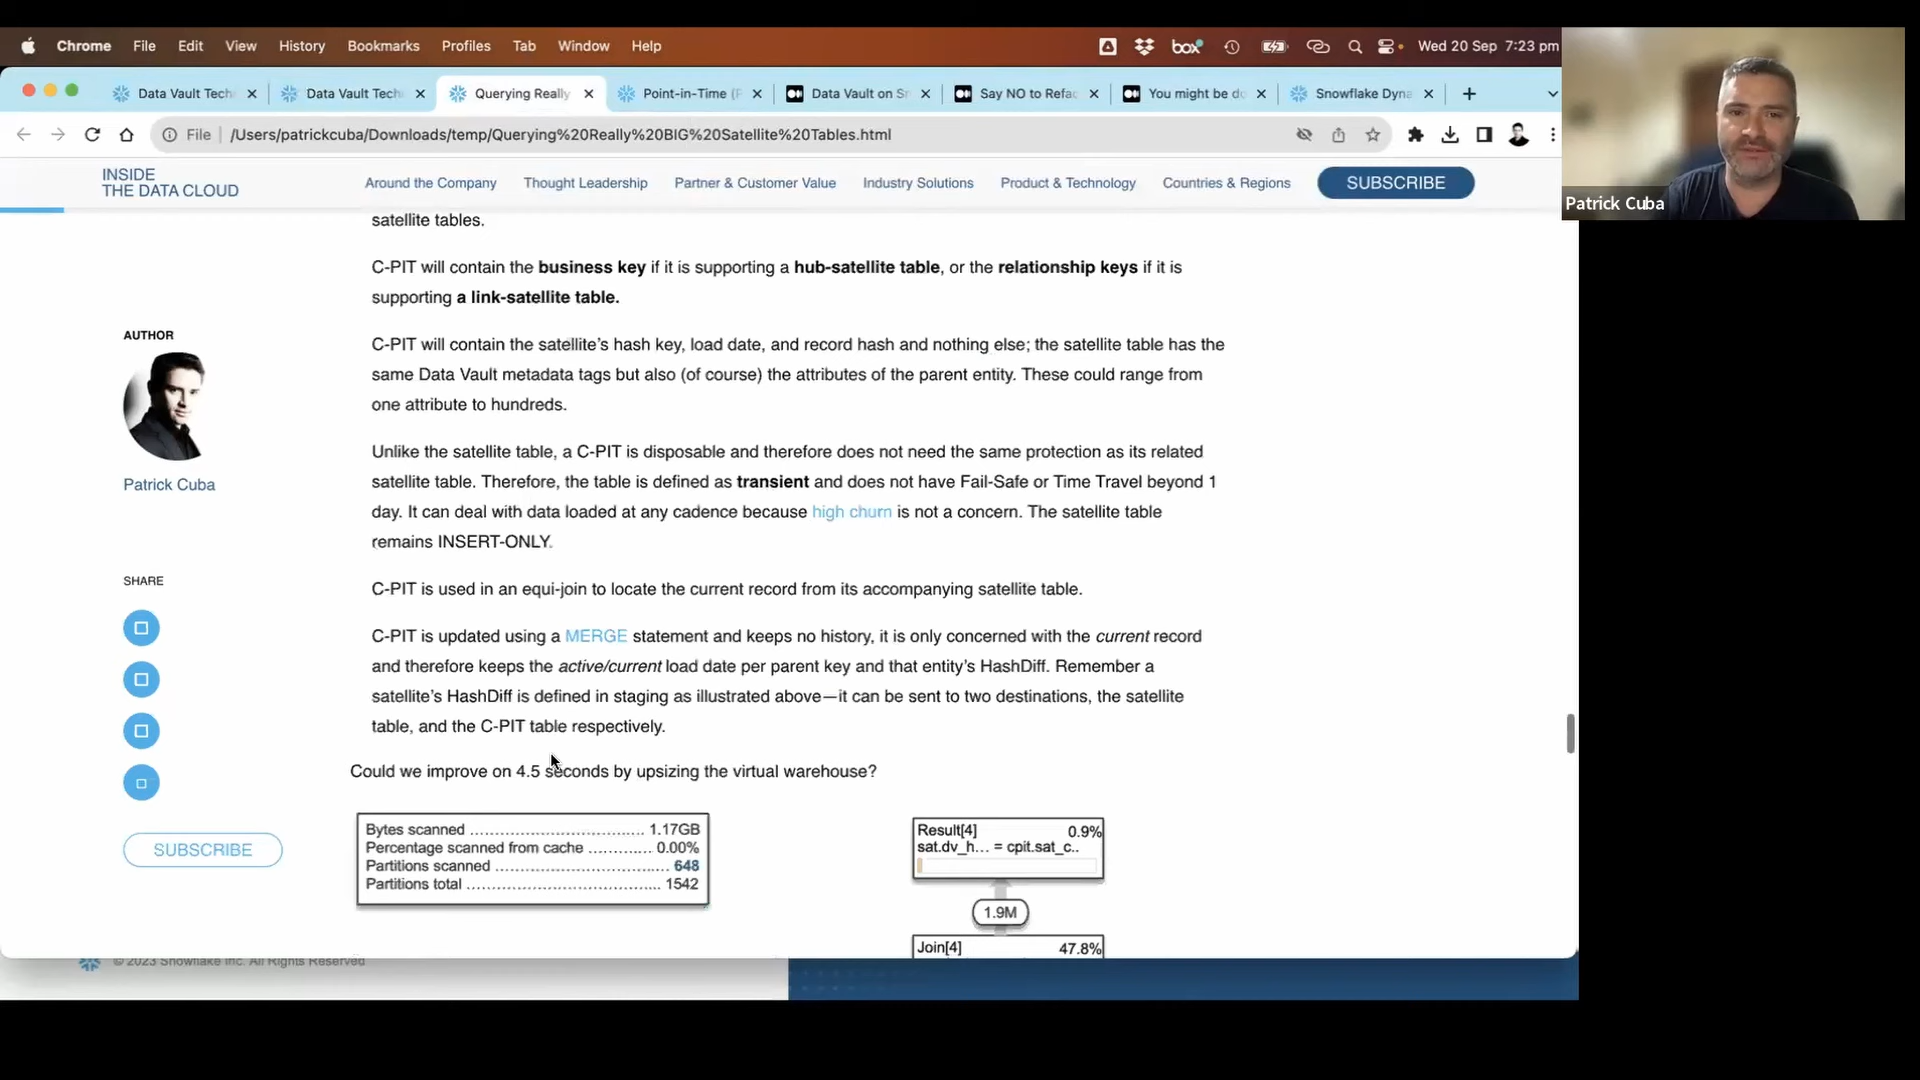 Chrome File Edit View History Bookmarks Profiles Tab Window Help
box
Wed 20 Sep 7:23 pm
Data Vault Tech
Data Vault Tech
Querying Really
Point-in-Time (P
Data Vault on Sn
Say NO to Refac
You might be do
Snowflake Dyna
File /Users/patrickcuba/Downloads/temp/Querying%20Really%20BIG%20Satellite%20Tables.html
INSIDE
THE DATA CLOUD
Around the Company Thought Leadership Partner & Customer Value Industry Solutions Product & Technology Countries & Regions SUBSCRIBE
Patrick Cuba
satellite tables.
C-PIT will contain the business key if it is supporting a hub-satellite table, or the relationship keys if it is
supporting a link-satellite table.
AUTHOR
Patrick Cuba
C-PIT will contain the satellite’s hash key, load date, and record hash and nothing else; the satellite table has the
same Data Vault metadata tags but also (of course) the attributes of the parent entity. These could range from
one attribute to hundreds.
Unlike the satellite table, a C-PIT is disposable and therefore does not need the same protection as its related
satellite table. Therefore, the table is defined as transient and does not have Fail-Safe or Time Travel beyond 1
day. It can deal with data loaded at any cadence because high churn is not a concern. The satellite table
remains INSERT-ONLY.
SHARE
SUBSCRIBE
C-PIT is used in an equi-join to locate the current record from its accompanying satellite table.
C-PIT is updated using a MERGE statement and keeps no history, it is only concerned with the current record
and therefore keeps the active/current load date per parent key and that entity’s HashDiff. Remember a
satellite’s HashDiff is defined in staging as illustrated above—it can be sent to two destinations, the satellite
table, and the C-PIT table respectively.
Could we improve on 4.5 seconds by upsizing the virtual warehouse?
Bytes scanned ........................................ 1.17GB
Percentage scanned from cache ........... 0.00%
Partitions scanned .................................... 648
Partitions total ......................................... 1542
Result[4] 0.9%
sat.dv_h... = cpit.sat_c..
1.9M
Join[4] 47.8%
© 2023 Snowflake Inc. All Rights Reserved